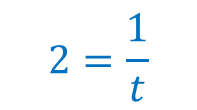 2 = 1/t